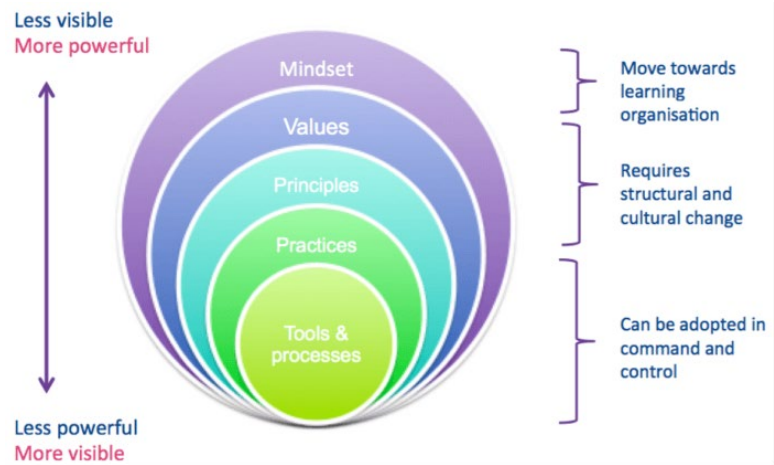 Less visible
More powerful
Mindset
Values
Principles
Practices
Tools &
processes
Move towards
learning
organisation
Requires
structural and
cultural change
Can be adopted in
command and
control
Less powerful
More visible